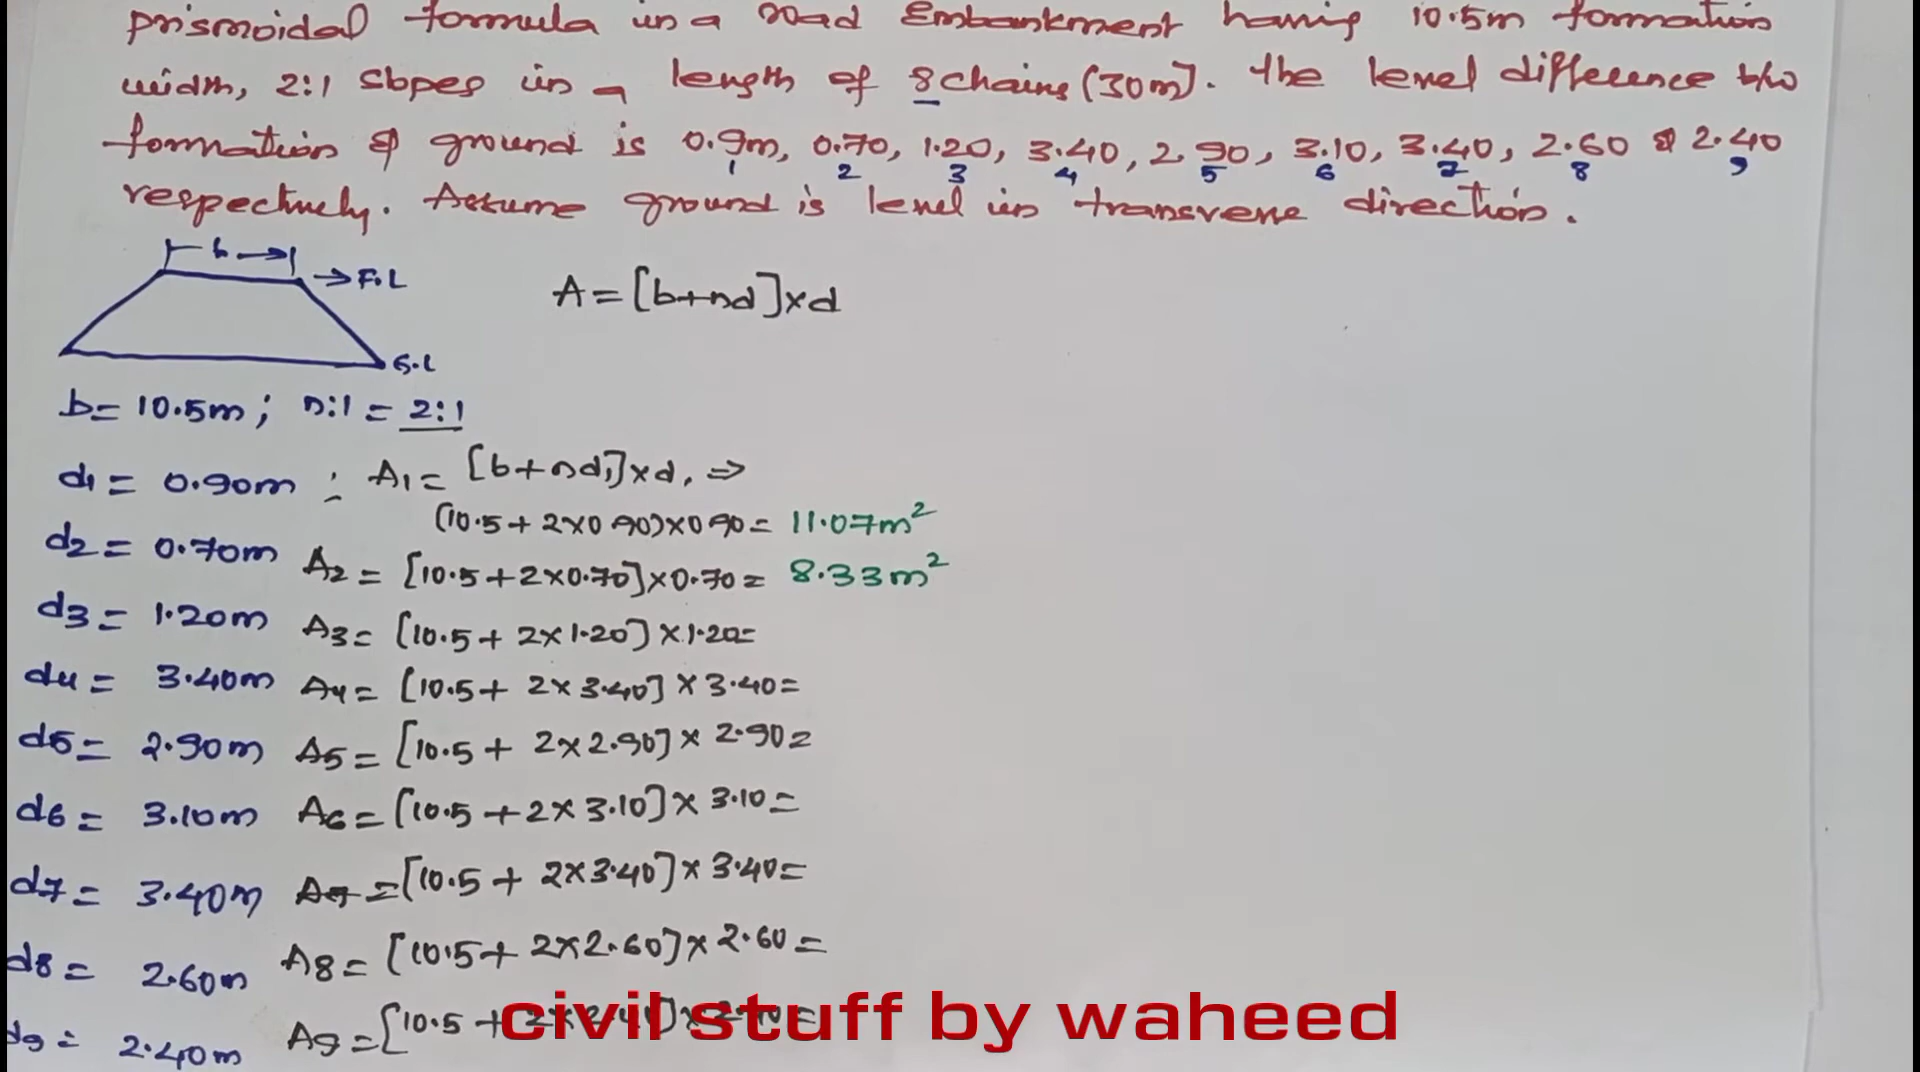 prismoidal formula in a road Embankment having 10.5m formation
width, 2:1 slopes in a length of 8 chains (30m). The level difference b/w
formation & ground is 0.9m, 0.70, 1.20, 3.40, 2.90, 3.10, 3.40, 2.60 & 2.40
1 2 3 4 5 6 7 8 9
respectively. Assume ground is level in transverse direction.
b
→ F.L
A = [b+nd]×d
G.L
b = 10.5m ; n:1 = 2:1
d1 = 0.90m ∴ A1 = [b+nd1]×d1 ⇒
(10.5 + 2×0.90)×0.90 = 11.07m²
d2 = 0.70m A2 = [10.5+2×0.70]×0.70 = 8.33m²
d3 = 1.20m A3 = [10.5+ 2×1.20]×1.20=
d4 = 3.40m A4 = [10.5+ 2×3.40] × 3.40=
d5 = 2.90m A5 = [10.5 + 2×2.90] × 2.90=
d6 = 3.10m A6 = [10.5 +2× 3.10]× 3.10=
d7 = 3.40m A7 = [10.5 + 2×3.40]× 3.40=
d8 = 2.60m A8 = [10.5+ 2×2.60]× 2.60 =
d9 = 2.40m A9 = [10.5 + 2×2.40]×2.40=
civil stuff by waheed